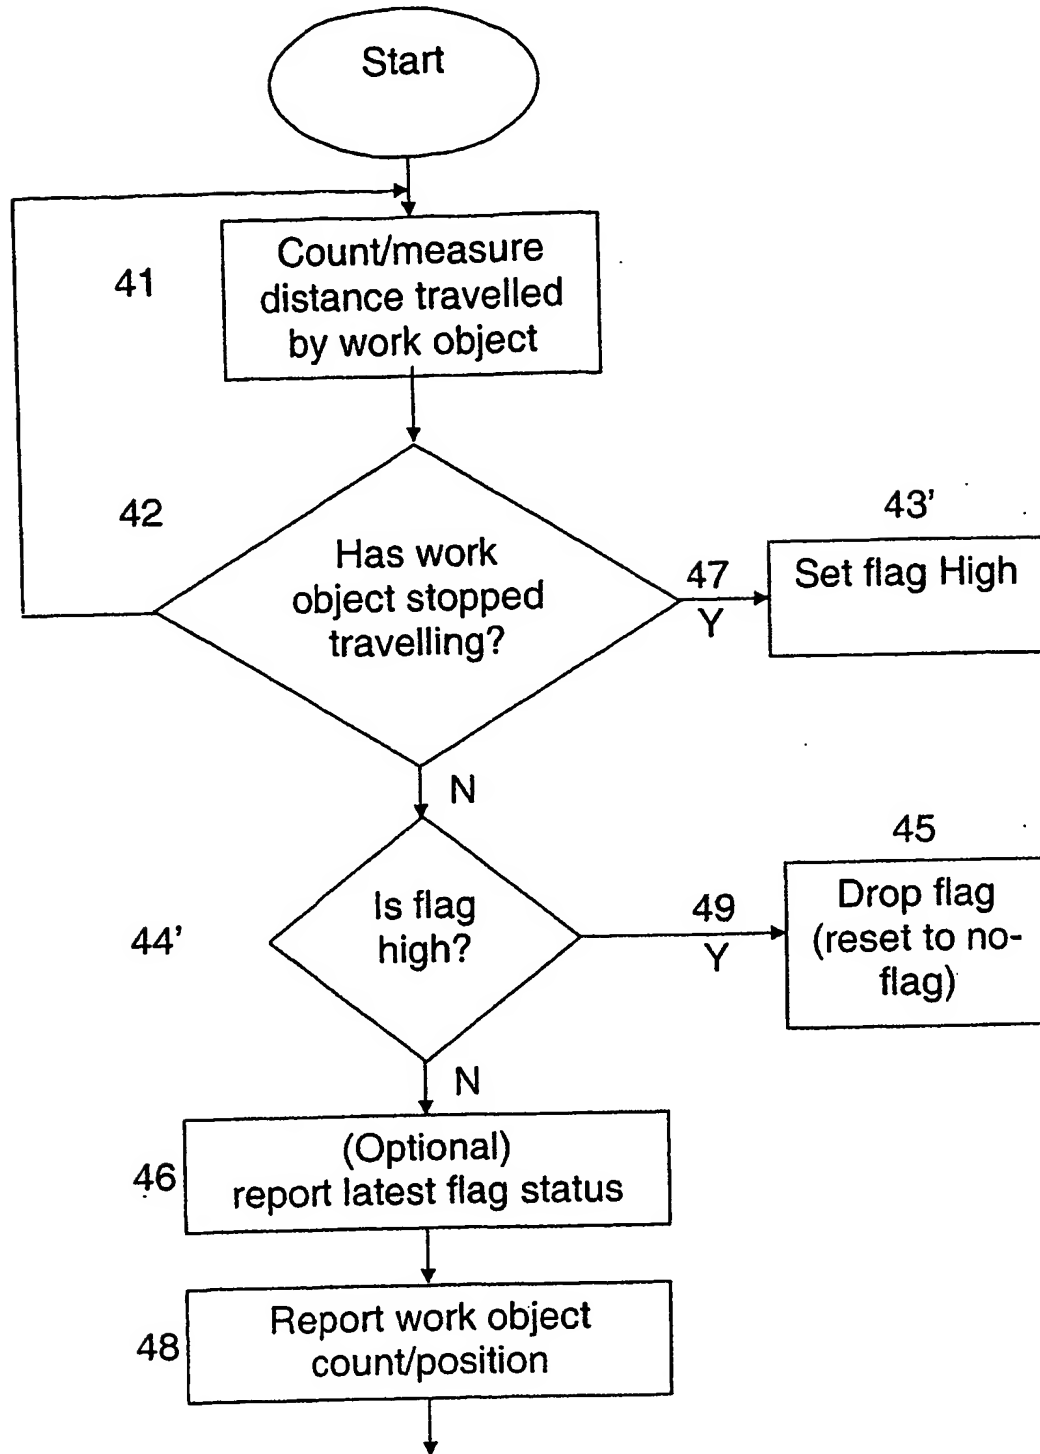 Start
Count/measure
distance travelled
by work object
41
42
Has work
object stopped
travelling?
47
Y
43'
Set flag High
N
44'
Is flag
high?
49
Y
45
Drop flag
(reset to no-
flag)
N
46
(Optional)
report latest flag status
48
Report work object
count/position